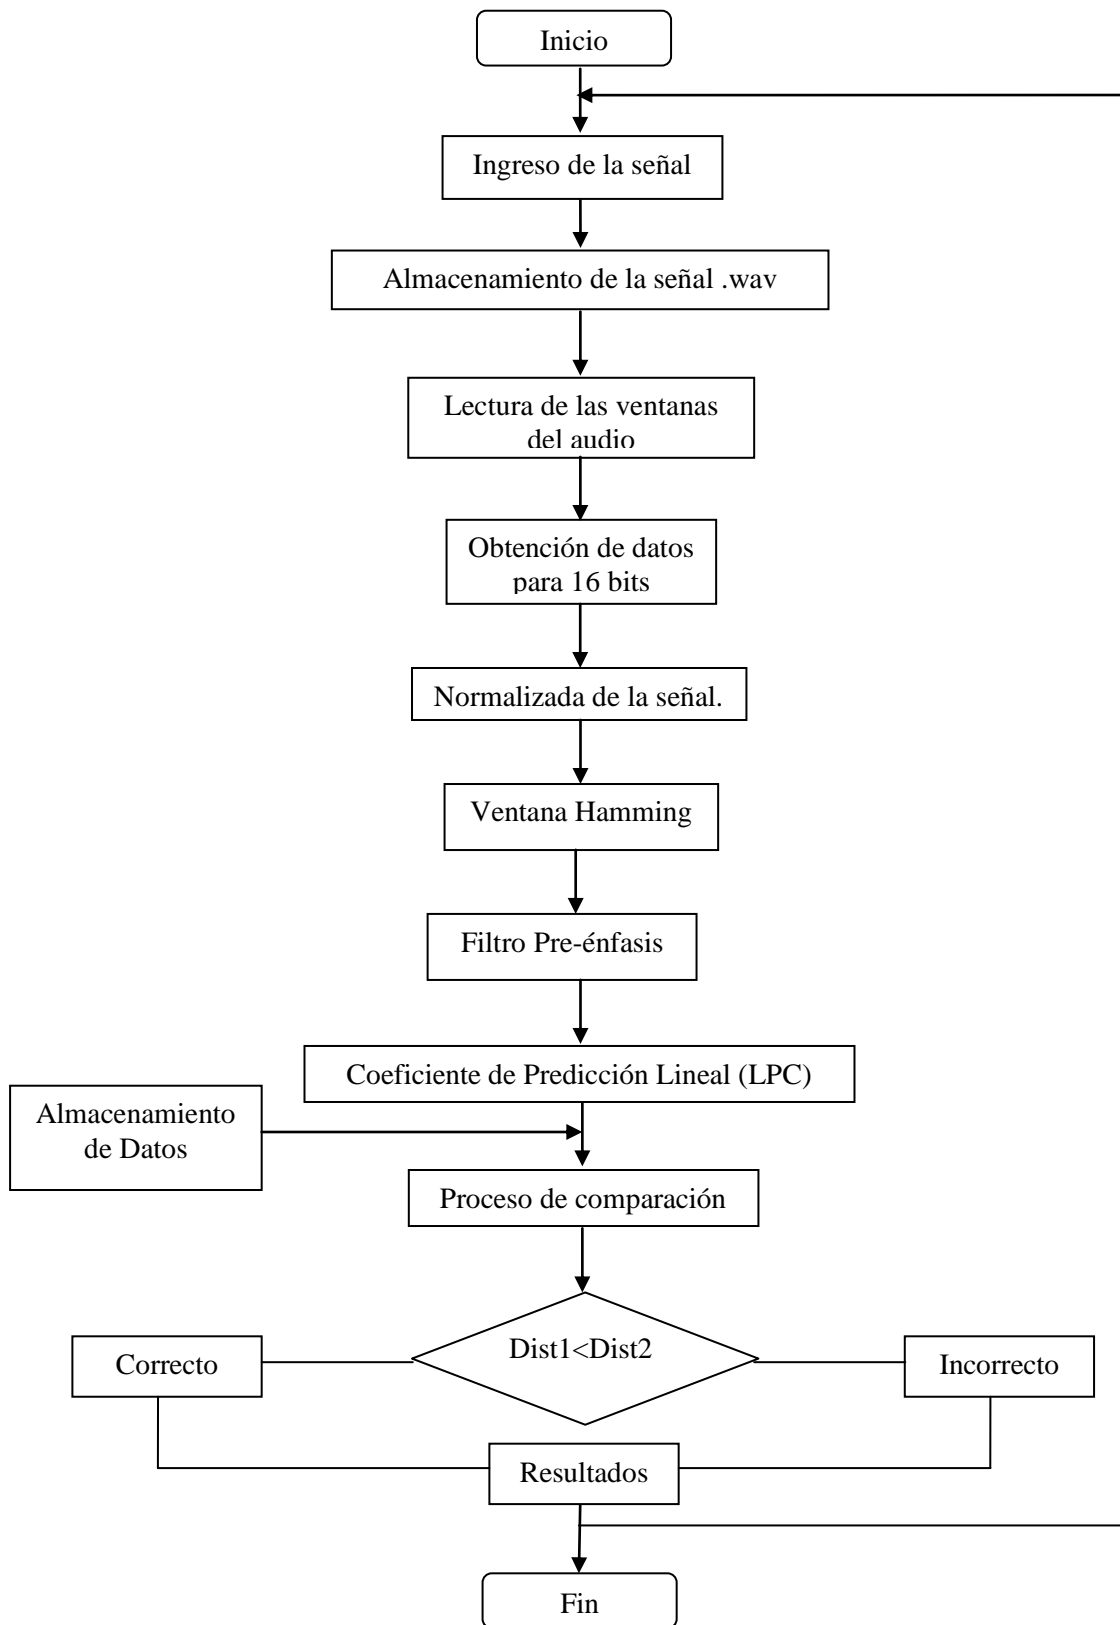 Inicio
Ingreso de la señal
Almacenamiento de la señal .wav
Lectura de las ventanas
del audio
Obtención de datos
para 16 bits
Normalizada de la señal.
Ventana Hamming
Filtro Pre-énfasis
Coeficiente de Predicción Lineal (LPC)
Almacenamiento
de Datos
Proceso de comparación
Dist1<Dist2
Correcto
Incorrecto
Resultados
Fin